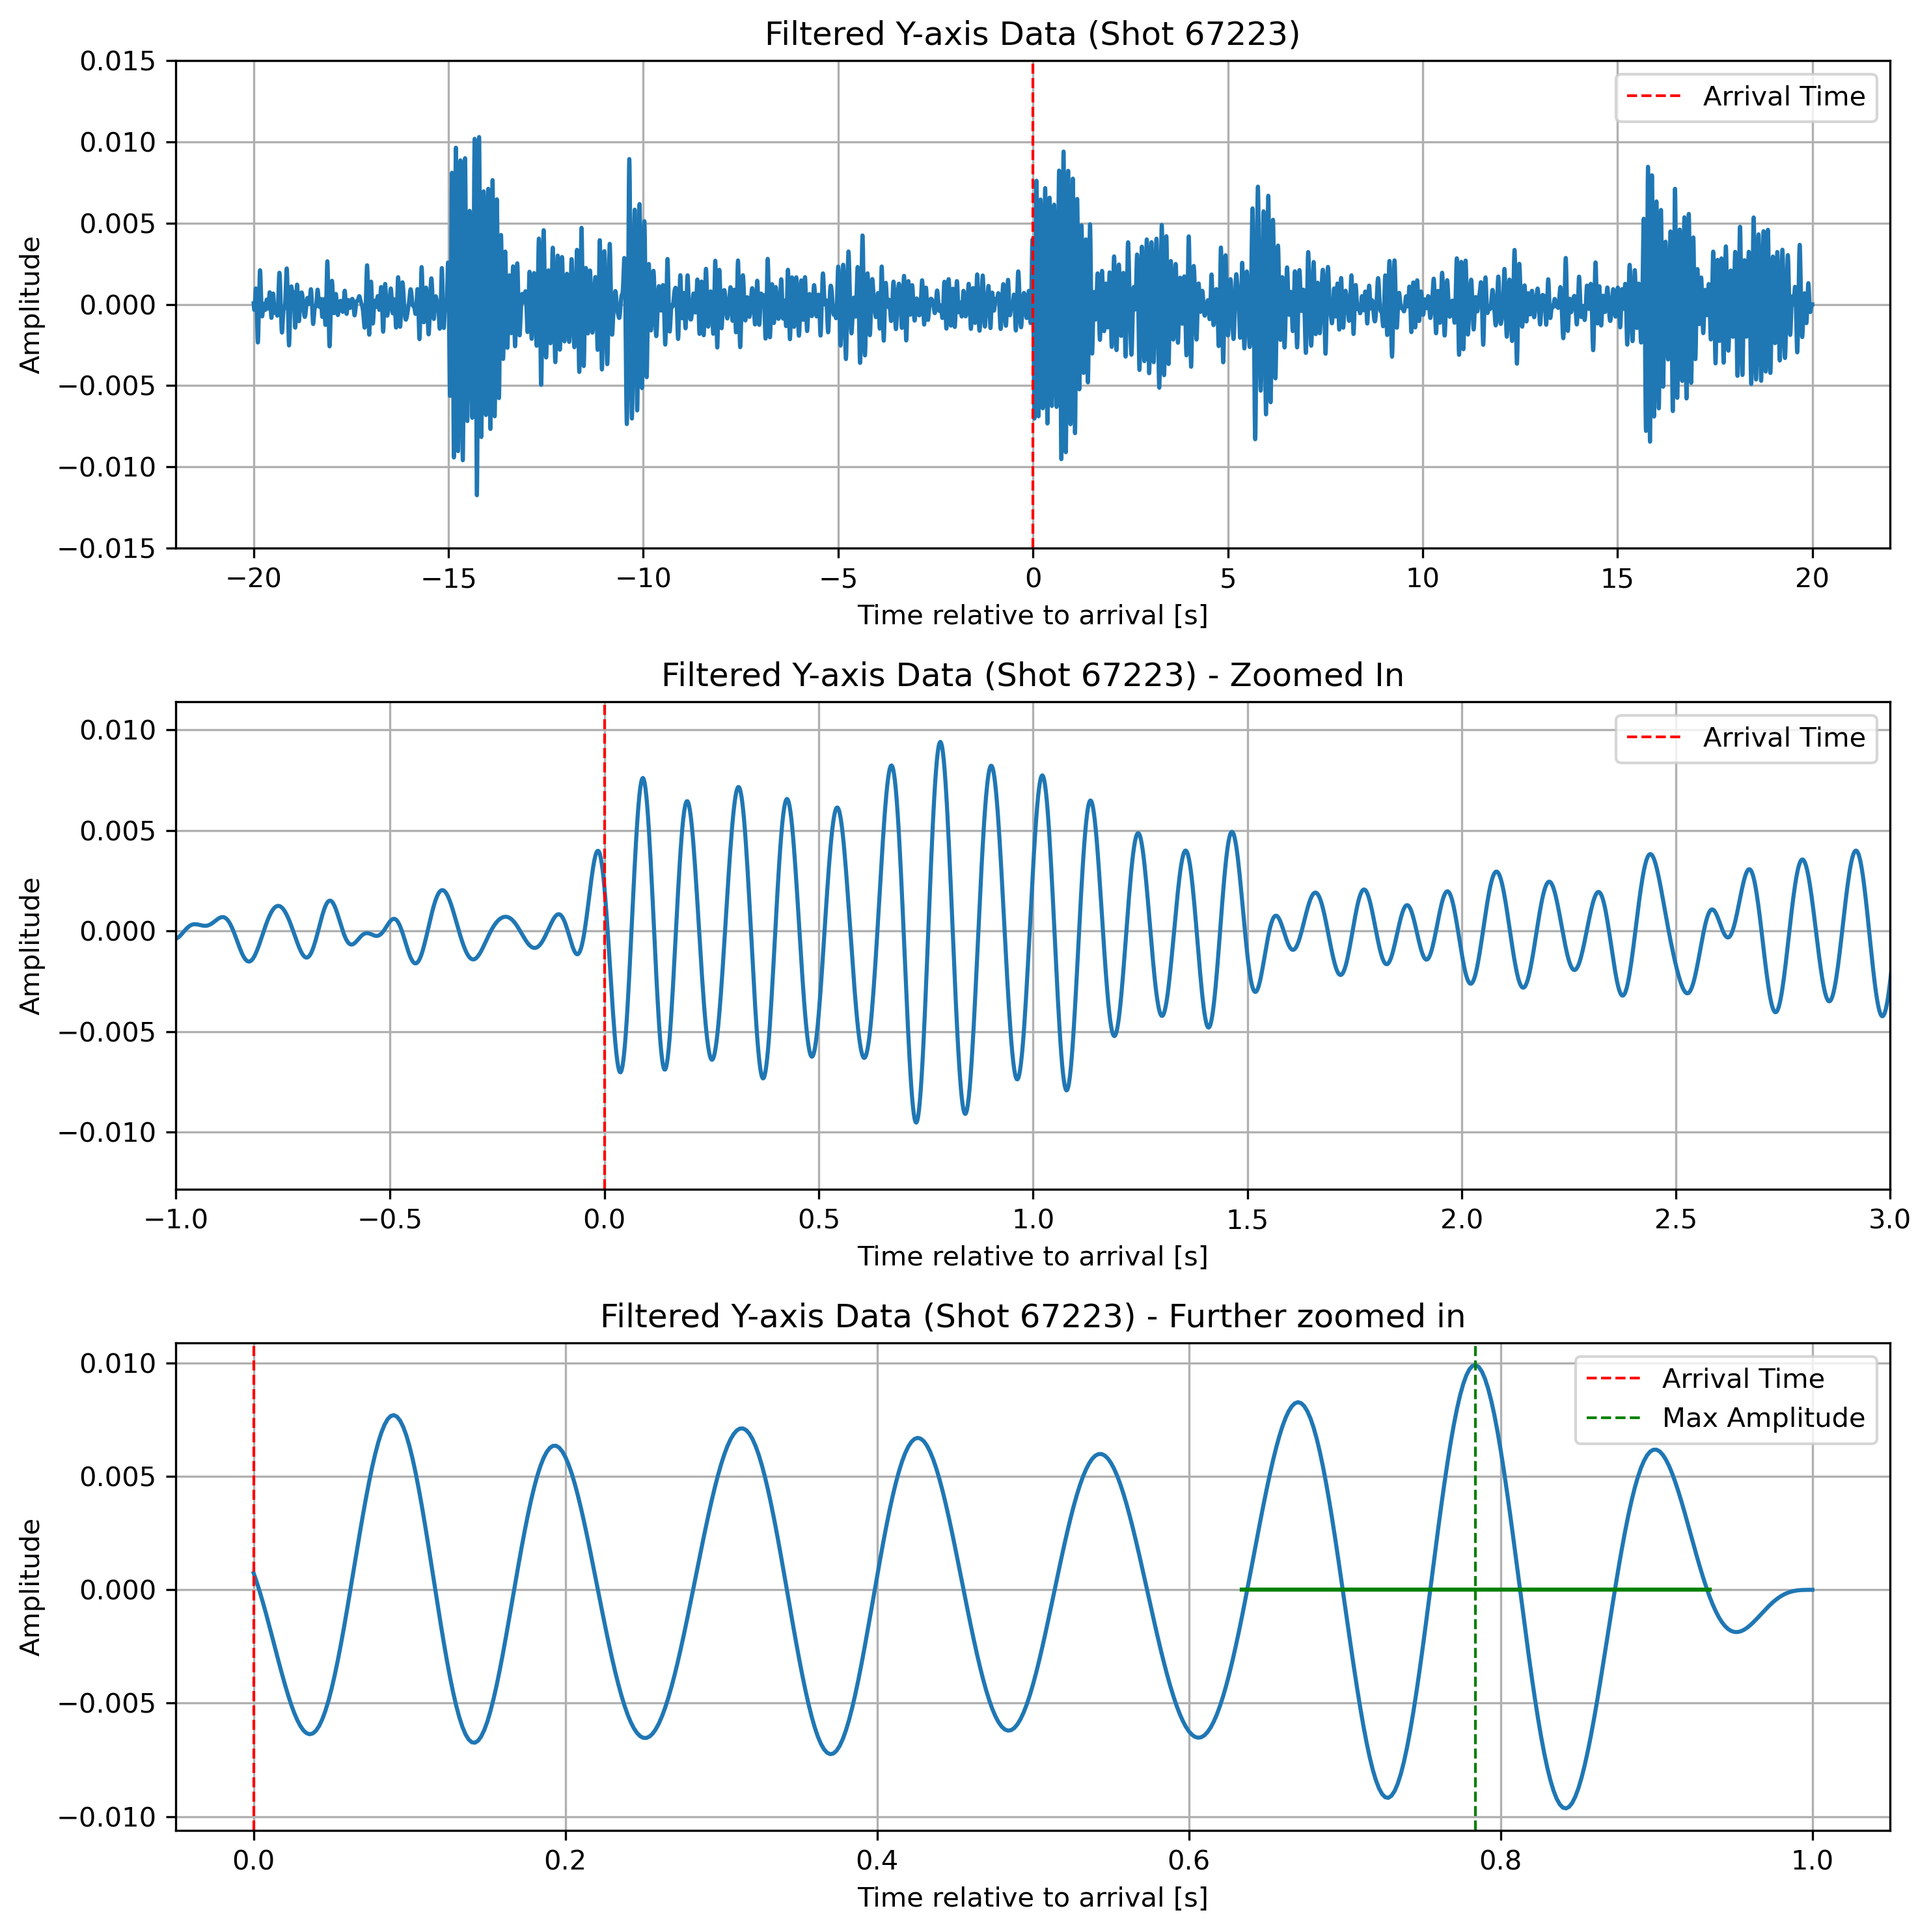 Filtered Y-axis Data (Shot 67223)
0.015
0.010
0.005
0.000
−0.005
−0.010
−0.015
Amplitude
Arrival Time
−20 −15 −10 −5 0 5 10 15 20
Time relative to arrival [s]
Filtered Y-axis Data (Shot 67223) - Zoomed In
0.010
0.005
0.000
−0.005
−0.010
Amplitude
Arrival Time
−1.0 −0.5 0.0 0.5 1.0 1.5 2.0 2.5 3.0
Time relative to arrival [s]
Filtered Y-axis Data (Shot 67223) - Further zoomed in
0.010
0.005
0.000
−0.005
−0.010
Amplitude
Arrival Time
Max Amplitude
0.0 0.2 0.4 0.6 0.8 1.0
Time relative to arrival [s]